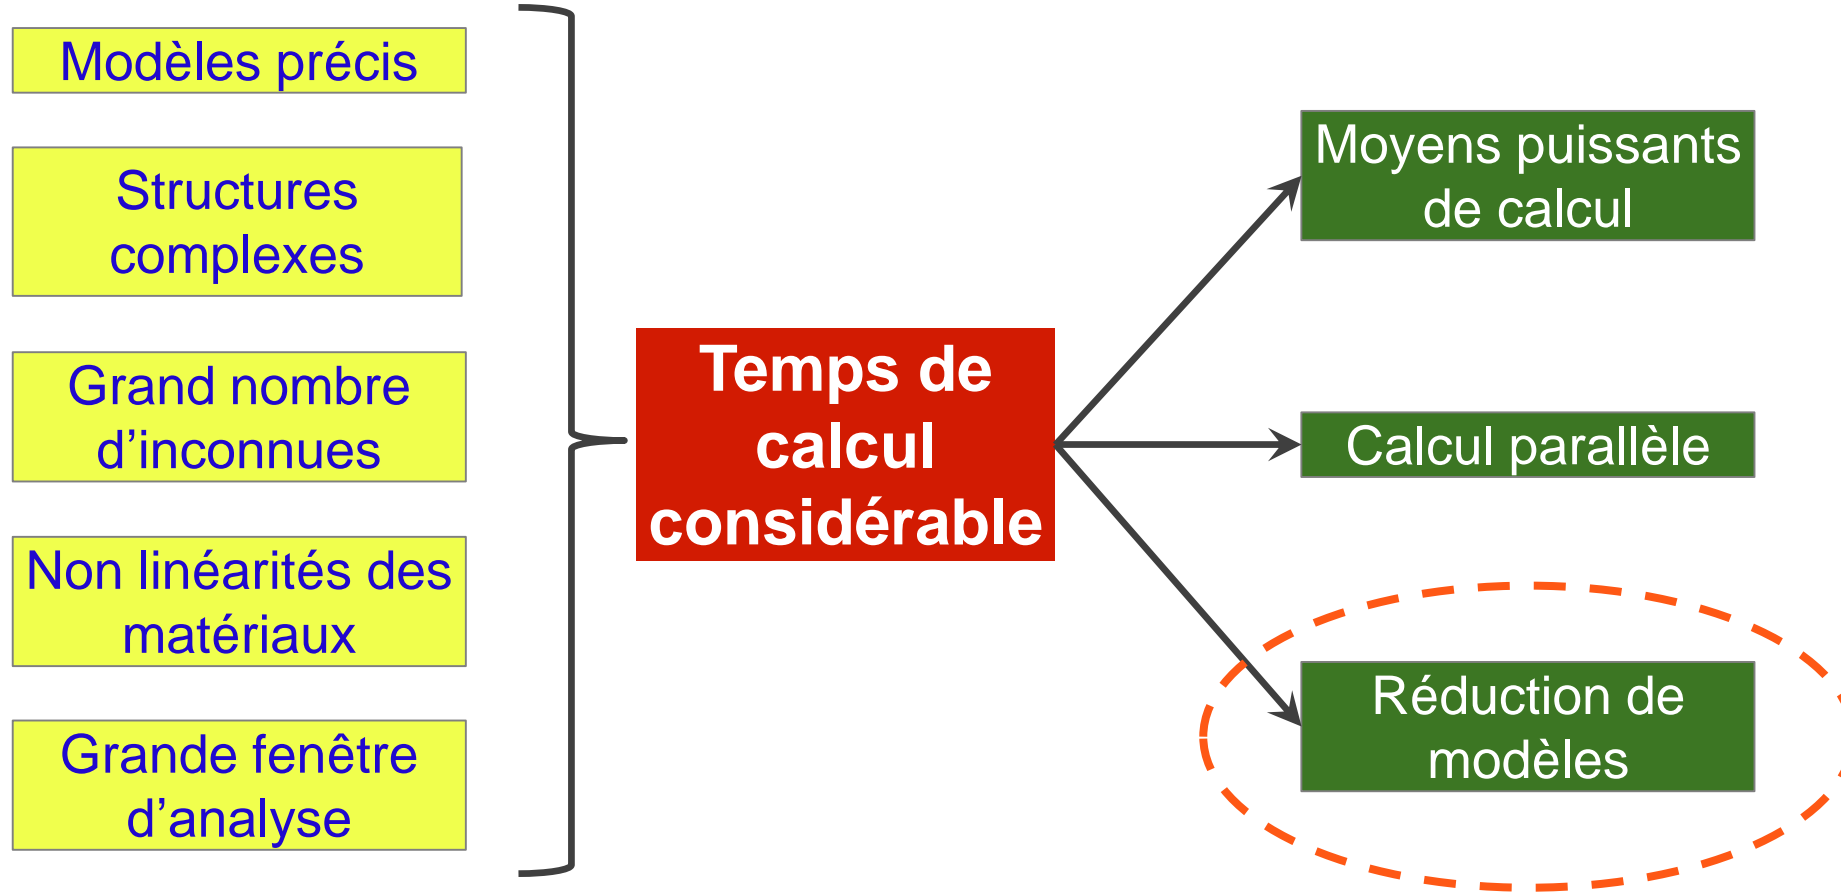 Modèles précis
Structures
complexes
Grand nombre
d’inconnues
Non linéarités des
matériaux
Grande fenêtre
d’analyse
Temps de
calcul
considérable
Moyens puissants
de calcul
Calcul parallèle
Réduction de
modèles